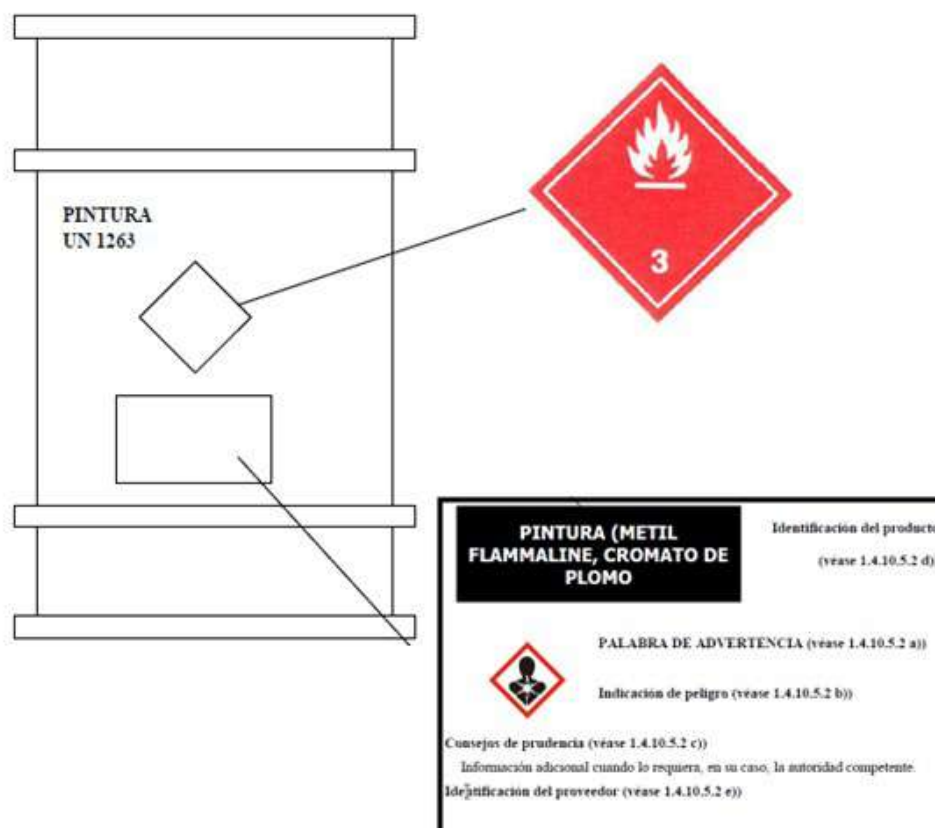 PINTURA
UN 1263
3
PINTURA (METIL
FLAMMALINE, CROMATO DE
PLOMO
Identificación del producto
(véase 1.4.10.5.2 d)
PALABRA DE ADVERTENCIA (véase 1.4.10.5.2 a))
Indicación de peligro (véase 1.4.10.5.2 b))
Consejos de prudencia (véase 1.4.10.5.2 c))
Información adicional cuando lo requiera, en su caso, la autoridad competente.
Identificación del proveedor (véase 1.4.10.5.2 e))